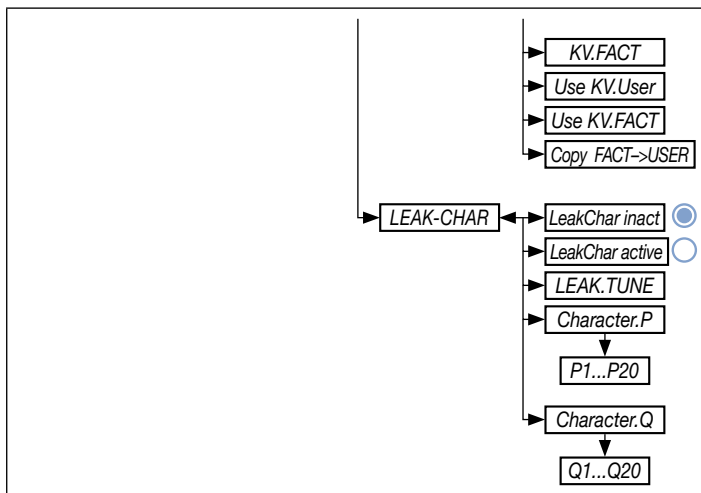 KV.FACT
Use KV.User
Use KV.FACT
Copy FACT–>USER
LEAK-CHAR
LeakChar inact
LeakChar active
LEAK.TUNE
Character.P
P1...P20
Character.Q
Q1...Q20